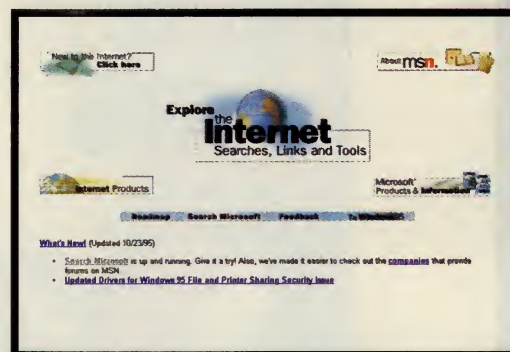 New to the Internet?
Click here
About msn.
Explore
the
Internet
Searches, Links and Tools
Internet Products
Microsoft
Products & Information
Roadmap Search Microsoft Feedback To Windows 95
What's New! (Updated 10/23/95)
Search Microsoft is up and running. Give it a try! Also, we've made it easier to check out the companies that provide
forums on MSN.
Updated Drivers for Windows 95 File and Printer Sharing Security Issue